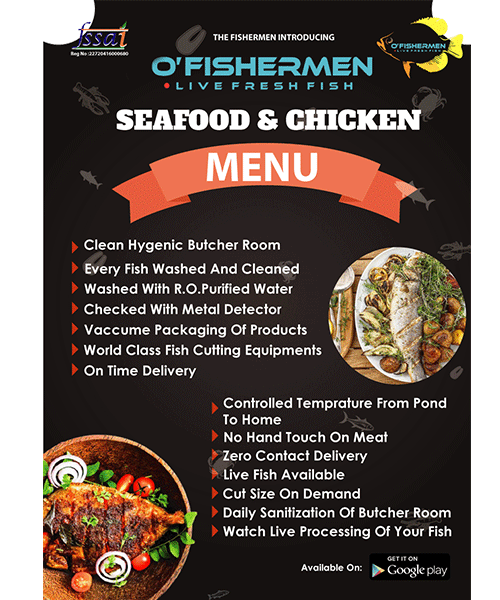 fssai
Reg No :22720416000680
THE FISHERMEN INTRODUCING
O'FISHERMEN
LIVE FRESH FISH
O'FISHERMEN
• LIVE FRESH FISH
SEAFOOD & CHICKEN
MENU
Clean Hygenic Butcher Room
Every Fish Washed And Cleaned
Washed With R.O.Purified Water
Checked With Metal Detector
Vaccume Packaging Of Products
World Class Fish Cutting Equipments
On Time Delivery
Controlled Temprature From Pond
To Home
No Hand Touch On Meat
Zero Contact Delivery
Live Fish Available
Cut Size On Demand
Daily Sanitization Of Butcher Room
Watch Live Processing Of Your Fish
Available On:
GET IT ON
Google play